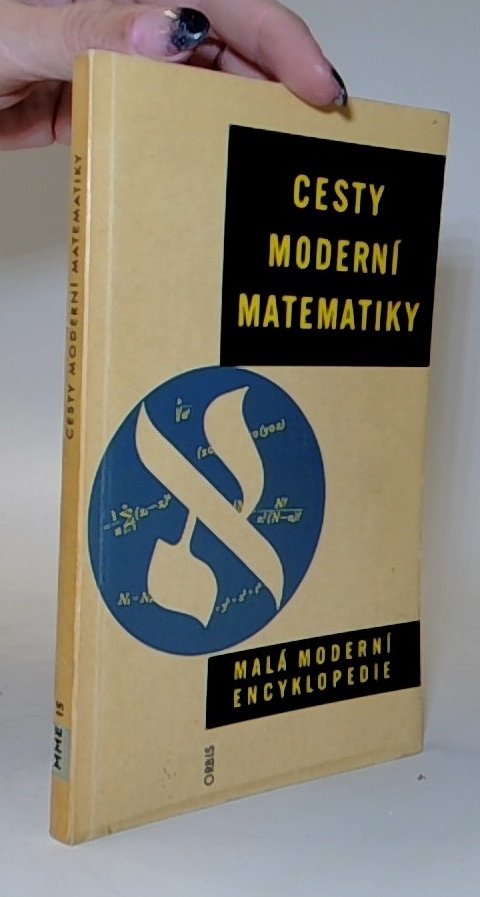 CESTY
MODERNÍ
MATEMATIKY
MALÁ MODERNÍ
ENCYKLOPEDIE
ORBIS
CESTY MODERNÍ MATEMATIKY
MME 15